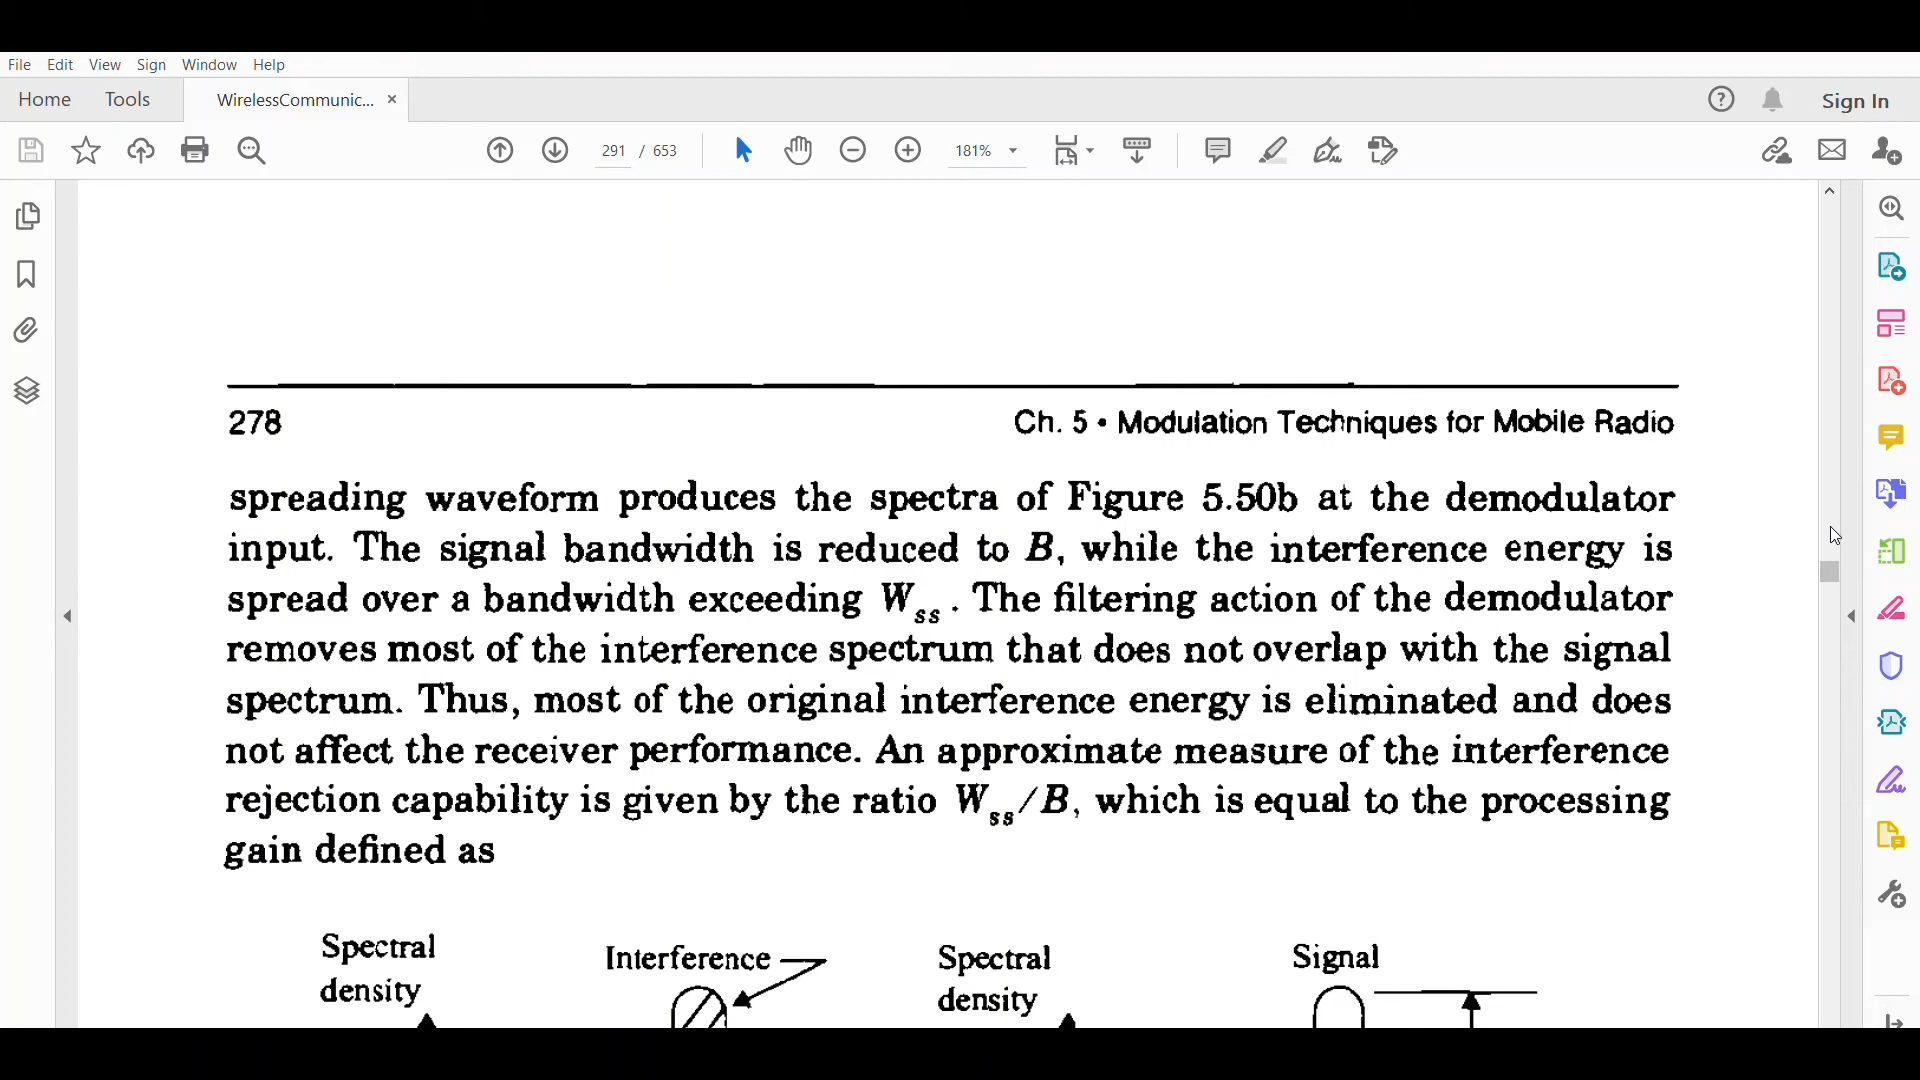 File Edit View Sign Window Help
Home Tools WirelessCommunic... × Sign In
291 / 653 181%
278 Ch. 5 • Modulation Techniques for Mobile Radio
spreading waveform produces the spectra of Figure 5.50b at the demodulator
input. The signal bandwidth is reduced to B, while the interference energy is
spread over a bandwidth exceeding Wss. The filtering action of the demodulator
removes most of the interference spectrum that does not overlap with the signal
spectrum. Thus, most of the original interference energy is eliminated and does
not affect the receiver performance. An approximate measure of the interference
rejection capability is given by the ratio Wss/B, which is equal to the processing
gain defined as
Spectral
density
Interference
Spectral
density
Signal